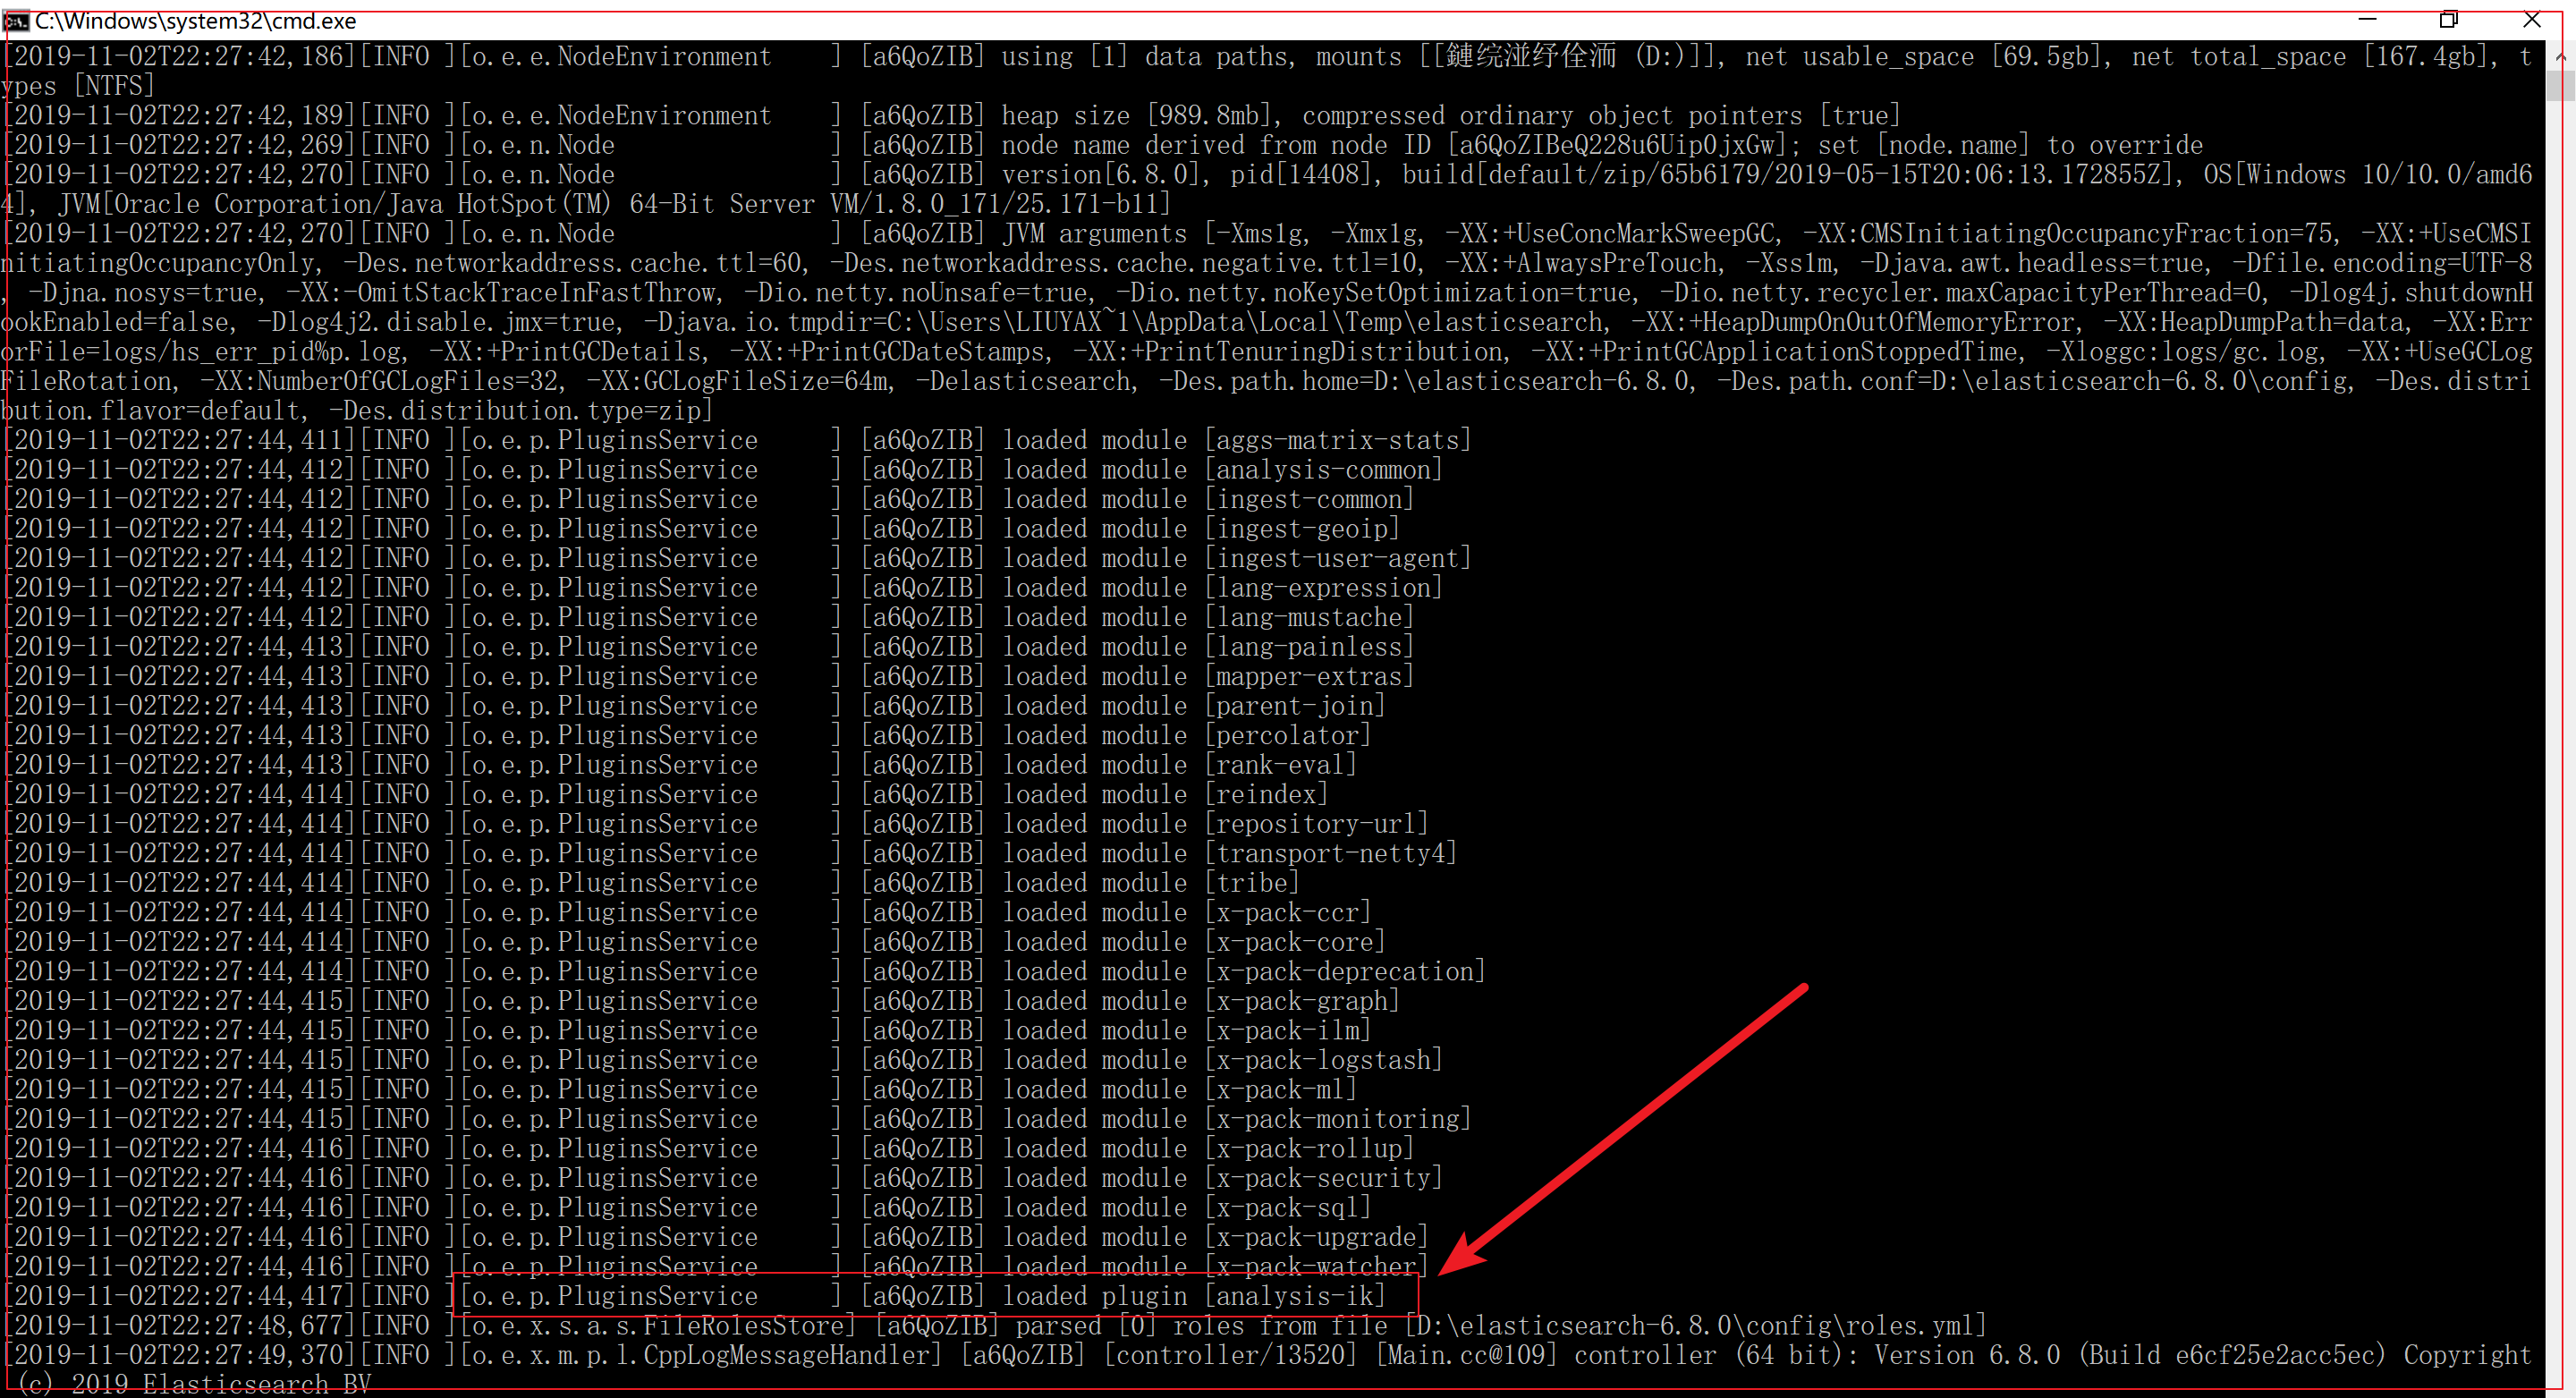 C:\Windows\system32\cmd.exe
[2019-11-02T22:27:42,186][INFO ][o.e.e.NodeEnvironment    ] [a6QoZIB] using [1] data paths, mounts [[鏈绽湴纾佺洏 (D:)]], net usable_space [69.5gb], net total_space [167.4gb], t
ypes [NTFS]
[2019-11-02T22:27:42,189][INFO ][o.e.e.NodeEnvironment    ] [a6QoZIB] heap size [989.8mb], compressed ordinary object pointers [true]
[2019-11-02T22:27:42,269][INFO ][o.e.n.Node               ] [a6QoZIB] node name derived from node ID [a6QoZIBeQ228u6Uip0jxGw]; set [node.name] to override
[2019-11-02T22:27:42,270][INFO ][o.e.n.Node               ] [a6QoZIB] version[6.8.0], pid[14408], build[default/zip/65b6179/2019-05-15T20:06:13.172855Z], OS[Windows 10/10.0/amd6
4], JVM[Oracle Corporation/Java HotSpot(TM) 64-Bit Server VM/1.8.0_171/25.171-b11]
[2019-11-02T22:27:42,270][INFO ][o.e.n.Node               ] [a6QoZIB] JVM arguments [-Xms1g, -Xmx1g, -XX:+UseConcMarkSweepGC, -XX:CMSInitiatingOccupancyFraction=75, -XX:+UseCMSI
nitiatingOccupancyOnly, -Des.networkaddress.cache.ttl=60, -Des.networkaddress.cache.negative.ttl=10, -XX:+AlwaysPreTouch, -Xss1m, -Djava.awt.headless=true, -Dfile.encoding=UTF-8
, -Djna.nosys=true, -XX:-OmitStackTraceInFastThrow, -Dio.netty.noUnsafe=true, -Dio.netty.noKeySetOptimization=true, -Dio.netty.recycler.maxCapacityPerThread=0, -Dlog4j.shutdownH
ookEnabled=false, -Dlog4j2.disable.jmx=true, -Djava.io.tmpdir=C:\Users\LIUYAX~1\AppData\Local\Temp\elasticsearch, -XX:+HeapDumpOnOutOfMemoryError, -XX:HeapDumpPath=data, -XX:Err
orFile=logs/hs_err_pid%p.log, -XX:+PrintGCDetails, -XX:+PrintGCDateStamps, -XX:+PrintTenuringDistribution, -XX:+PrintGCApplicationStoppedTime, -Xloggc:logs/gc.log, -XX:+UseGCLog
FileRotation, -XX:NumberOfGCLogFiles=32, -XX:GCLogFileSize=64m, -Delasticsearch, -Des.path.home=D:\elasticsearch-6.8.0, -Des.path.conf=D:\elasticsearch-6.8.0\config, -Des.distri
bution.flavor=default, -Des.distribution.type=zip]
[2019-11-02T22:27:44,411][INFO ][o.e.p.PluginsService     ] [a6QoZIB] loaded module [aggs-matrix-stats]
[2019-11-02T22:27:44,412][INFO ][o.e.p.PluginsService     ] [a6QoZIB] loaded module [analysis-common]
[2019-11-02T22:27:44,412][INFO ][o.e.p.PluginsService     ] [a6QoZIB] loaded module [ingest-common]
[2019-11-02T22:27:44,412][INFO ][o.e.p.PluginsService     ] [a6QoZIB] loaded module [ingest-geoip]
[2019-11-02T22:27:44,412][INFO ][o.e.p.PluginsService     ] [a6QoZIB] loaded module [ingest-user-agent]
[2019-11-02T22:27:44,412][INFO ][o.e.p.PluginsService     ] [a6QoZIB] loaded module [lang-expression]
[2019-11-02T22:27:44,412][INFO ][o.e.p.PluginsService     ] [a6QoZIB] loaded module [lang-mustache]
[2019-11-02T22:27:44,413][INFO ][o.e.p.PluginsService     ] [a6QoZIB] loaded module [lang-painless]
[2019-11-02T22:27:44,413][INFO ][o.e.p.PluginsService     ] [a6QoZIB] loaded module [mapper-extras]
[2019-11-02T22:27:44,413][INFO ][o.e.p.PluginsService     ] [a6QoZIB] loaded module [parent-join]
[2019-11-02T22:27:44,413][INFO ][o.e.p.PluginsService     ] [a6QoZIB] loaded module [percolator]
[2019-11-02T22:27:44,413][INFO ][o.e.p.PluginsService     ] [a6QoZIB] loaded module [rank-eval]
[2019-11-02T22:27:44,414][INFO ][o.e.p.PluginsService     ] [a6QoZIB] loaded module [reindex]
[2019-11-02T22:27:44,414][INFO ][o.e.p.PluginsService     ] [a6QoZIB] loaded module [repository-url]
[2019-11-02T22:27:44,414][INFO ][o.e.p.PluginsService     ] [a6QoZIB] loaded module [transport-netty4]
[2019-11-02T22:27:44,414][INFO ][o.e.p.PluginsService     ] [a6QoZIB] loaded module [tribe]
[2019-11-02T22:27:44,414][INFO ][o.e.p.PluginsService     ] [a6QoZIB] loaded module [x-pack-ccr]
[2019-11-02T22:27:44,414][INFO ][o.e.p.PluginsService     ] [a6QoZIB] loaded module [x-pack-core]
[2019-11-02T22:27:44,414][INFO ][o.e.p.PluginsService     ] [a6QoZIB] loaded module [x-pack-deprecation]
[2019-11-02T22:27:44,415][INFO ][o.e.p.PluginsService     ] [a6QoZIB] loaded module [x-pack-graph]
[2019-11-02T22:27:44,415][INFO ][o.e.p.PluginsService     ] [a6QoZIB] loaded module [x-pack-ilm]
[2019-11-02T22:27:44,415][INFO ][o.e.p.PluginsService     ] [a6QoZIB] loaded module [x-pack-logstash]
[2019-11-02T22:27:44,415][INFO ][o.e.p.PluginsService     ] [a6QoZIB] loaded module [x-pack-ml]
[2019-11-02T22:27:44,415][INFO ][o.e.p.PluginsService     ] [a6QoZIB] loaded module [x-pack-monitoring]
[2019-11-02T22:27:44,416][INFO ][o.e.p.PluginsService     ] [a6QoZIB] loaded module [x-pack-rollup]
[2019-11-02T22:27:44,416][INFO ][o.e.p.PluginsService     ] [a6QoZIB] loaded module [x-pack-security]
[2019-11-02T22:27:44,416][INFO ][o.e.p.PluginsService     ] [a6QoZIB] loaded module [x-pack-sql]
[2019-11-02T22:27:44,416][INFO ][o.e.p.PluginsService     ] [a6QoZIB] loaded module [x-pack-upgrade]
[2019-11-02T22:27:44,416][INFO ][o.e.p.PluginsService     ] [a6QoZIB] loaded module [x-pack-watcher]
[2019-11-02T22:27:44,417][INFO ][o.e.p.PluginsService     ] [a6QoZIB] loaded plugin [analysis-ik]
[2019-11-02T22:27:48,677][INFO ][o.e.x.s.a.s.FileRolesStore] [a6QoZIB] parsed [0] roles from file [D:\elasticsearch-6.8.0\config\roles.yml]
[2019-11-02T22:27:49,370][INFO ][o.e.x.m.p.l.CppLogMessageHandler] [a6QoZIB] [controller/13520] [Main.cc@109] controller (64 bit): Version 6.8.0 (Build e6cf25e2acc5ec) Copyright
(c) 2019 Elasticsearch BV